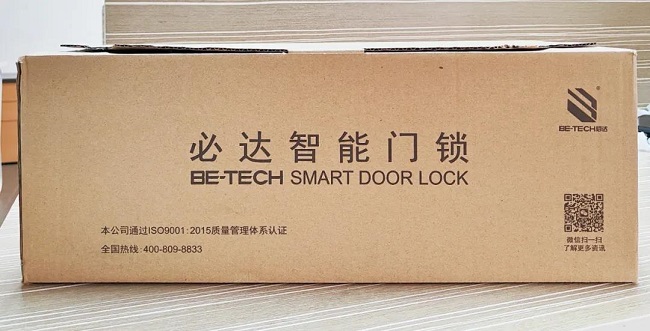 必达智能门锁
BE-TECH SMART DOOR LOCK
BE-TECH必达
®
本公司通过ISO9001:2015质量管理体系认证
全国热线:400-809-8833
微信扫一扫
了解更多资讯